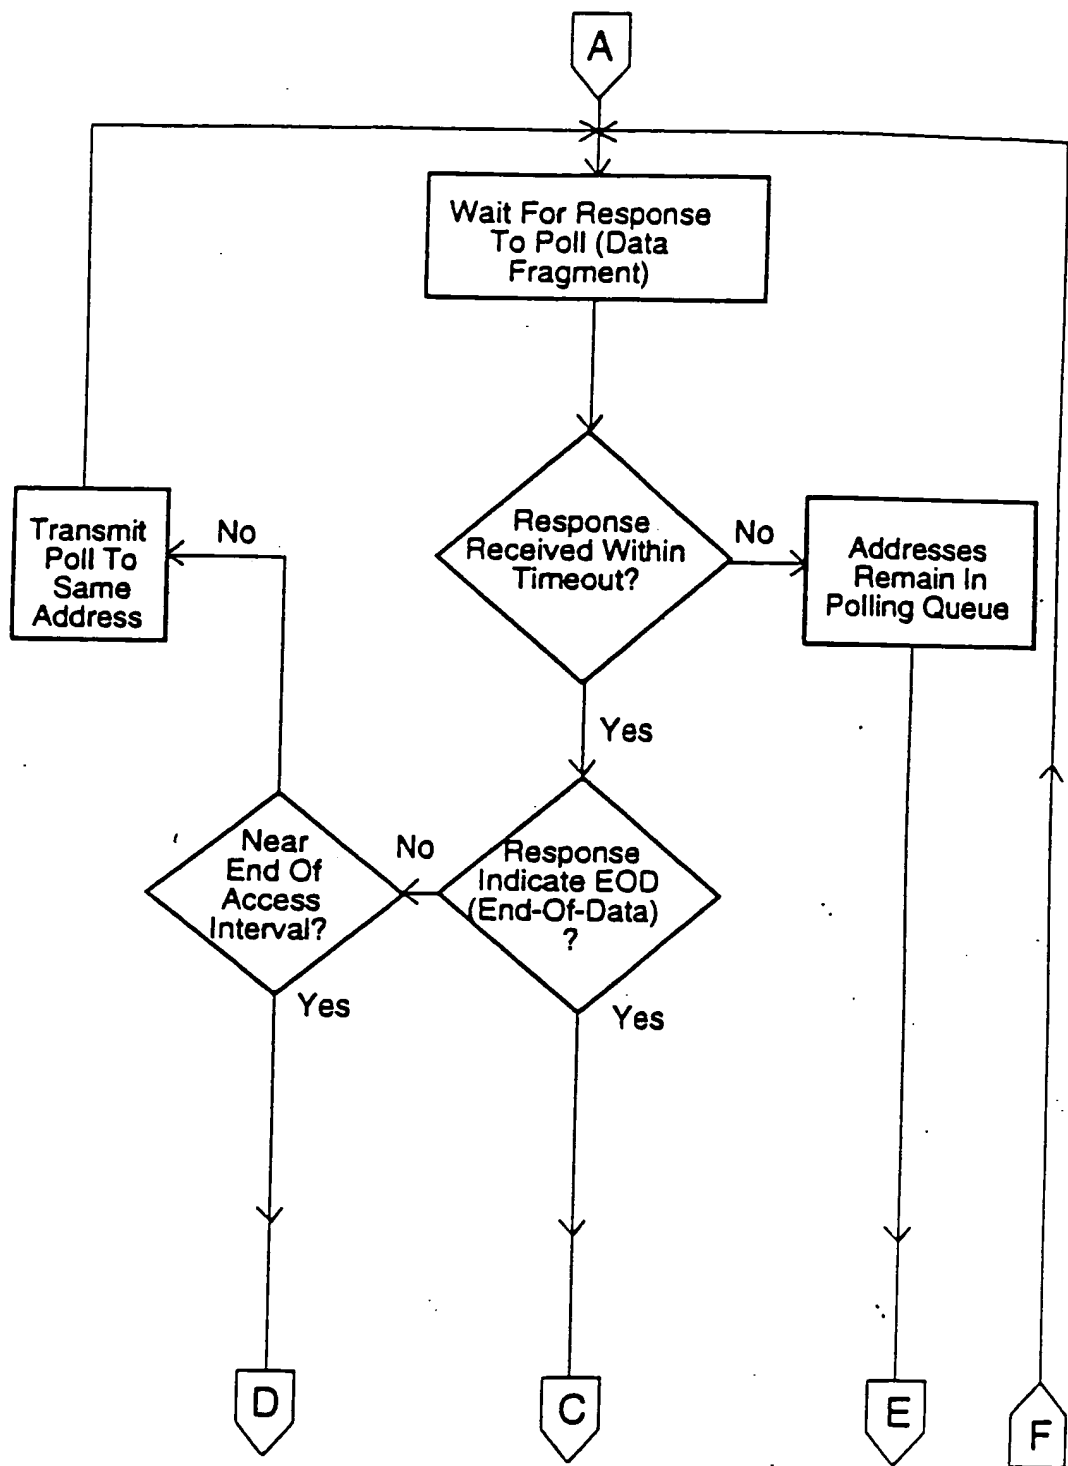 A
Wait For Response
To Poll (Data
Fragment)
Transmit
Poll To
Same
Address
No
Response
Received Within
Timeout?
No
Addresses
Remain In
Polling Queue
Yes
Near
End Of
Access
Interval?
No
Response
Indicate EOD
(End-Of-Data)
?
Yes
Yes
D
C
E
F